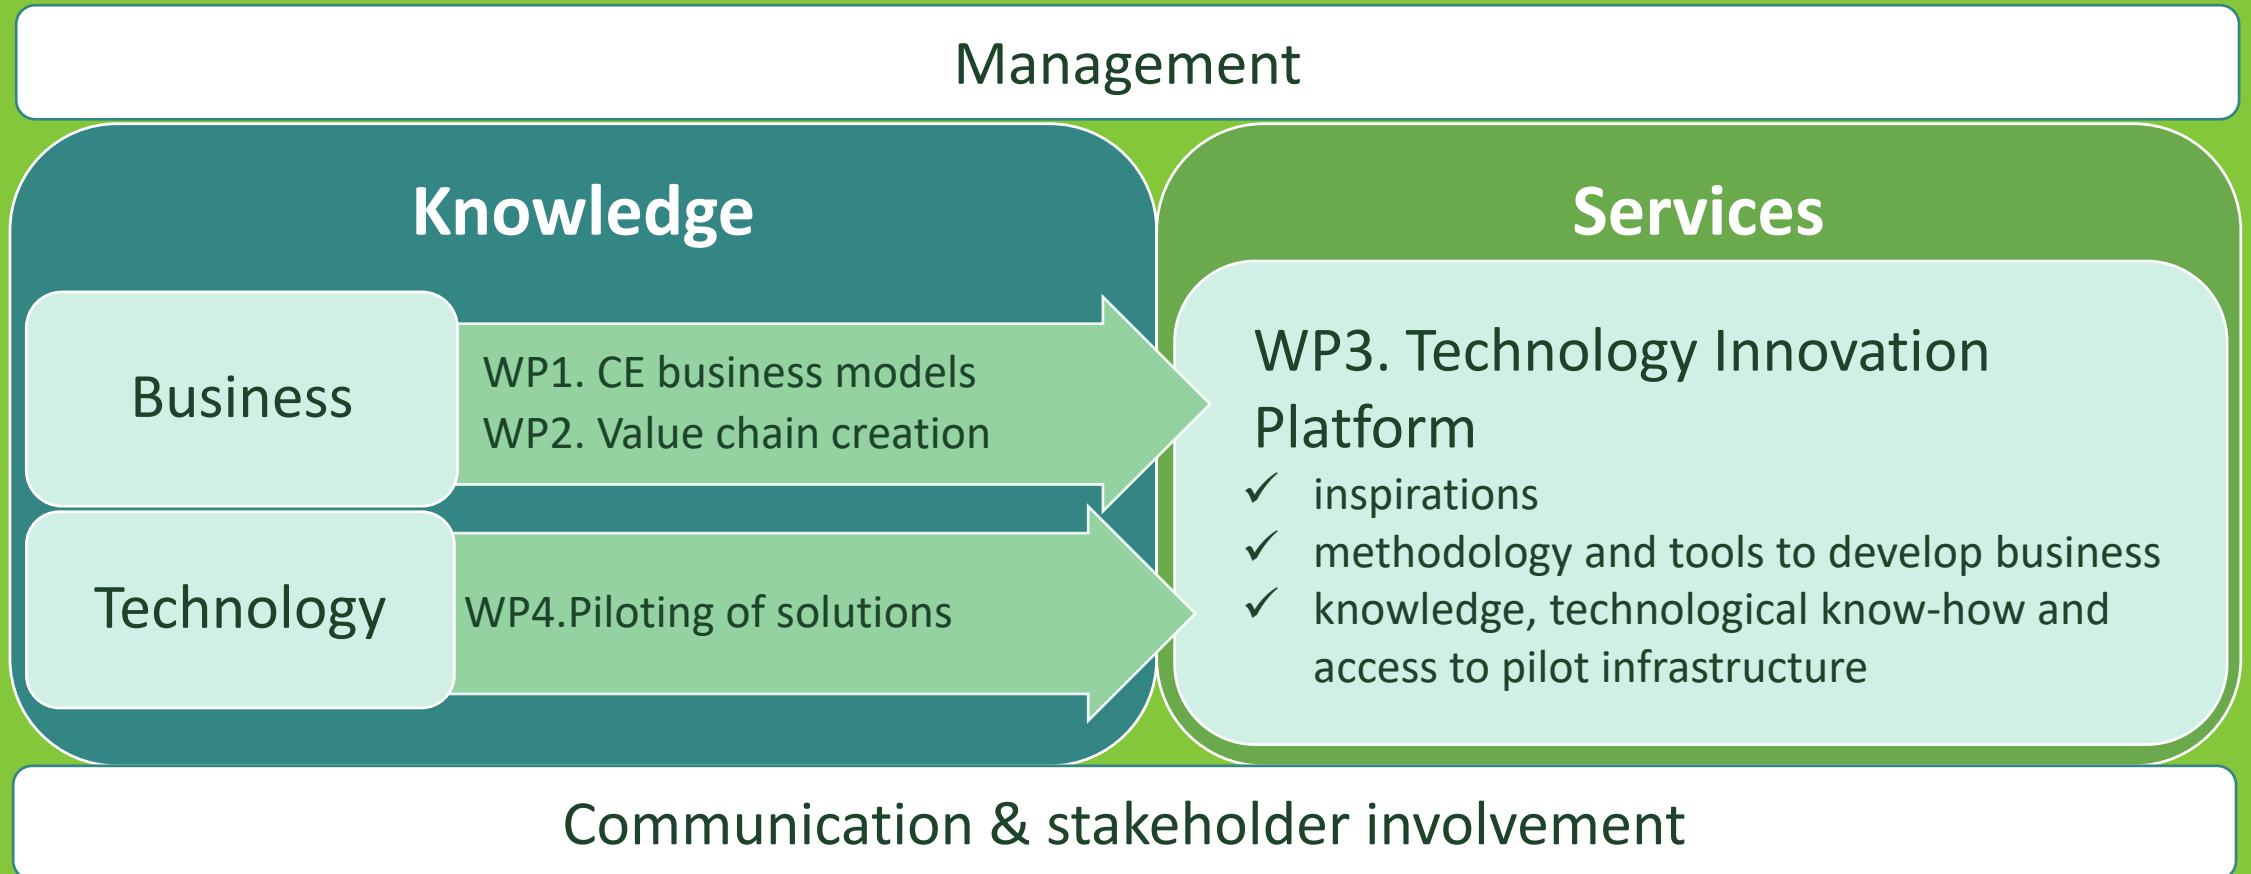 Management
Knowledge
Business
WP1. CE business models
WP2. Value chain creation
Technology
WP4.Piloting of solutions
Services
WP3. Technology Innovation
Platform
✓ inspirations
✓ methodology and tools to develop business
✓ knowledge, technological know-how and
access to pilot infrastructure
Communication & stakeholder involvement